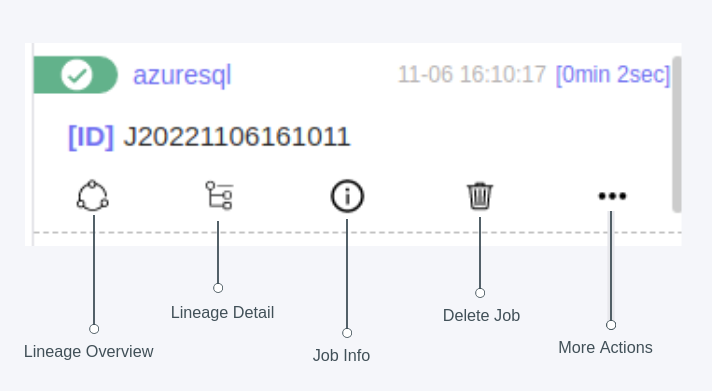 azuresql 11-06 16:10:17 [0min 2sec]
[ID] J20221106161011
Lineage Detail
Delete Job
Lineage Overview
Job Info
More Actions